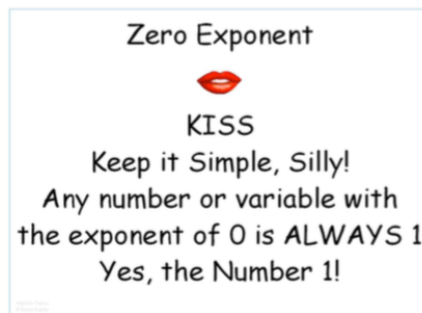 Zero Exponent
KISS
Keep it Simple, Silly!
Any number or variable with
the exponent of 0 is ALWAYS 1
Yes, the Number 1!